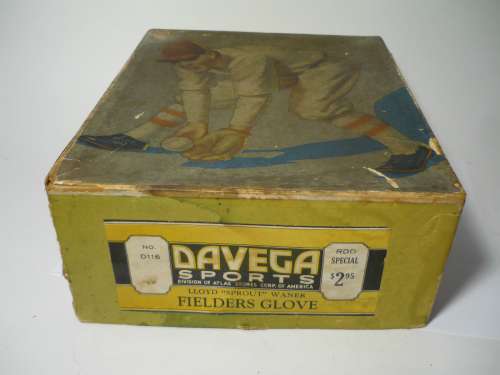 NO.
D116
DAVEGA
SPORTS
DIVISION OF ATLAS STORES CORP. OF AMERICA
LLOYD "SPROUT" WANER
FIELDERS GLOVE
RDD
SPECIAL
$2.95